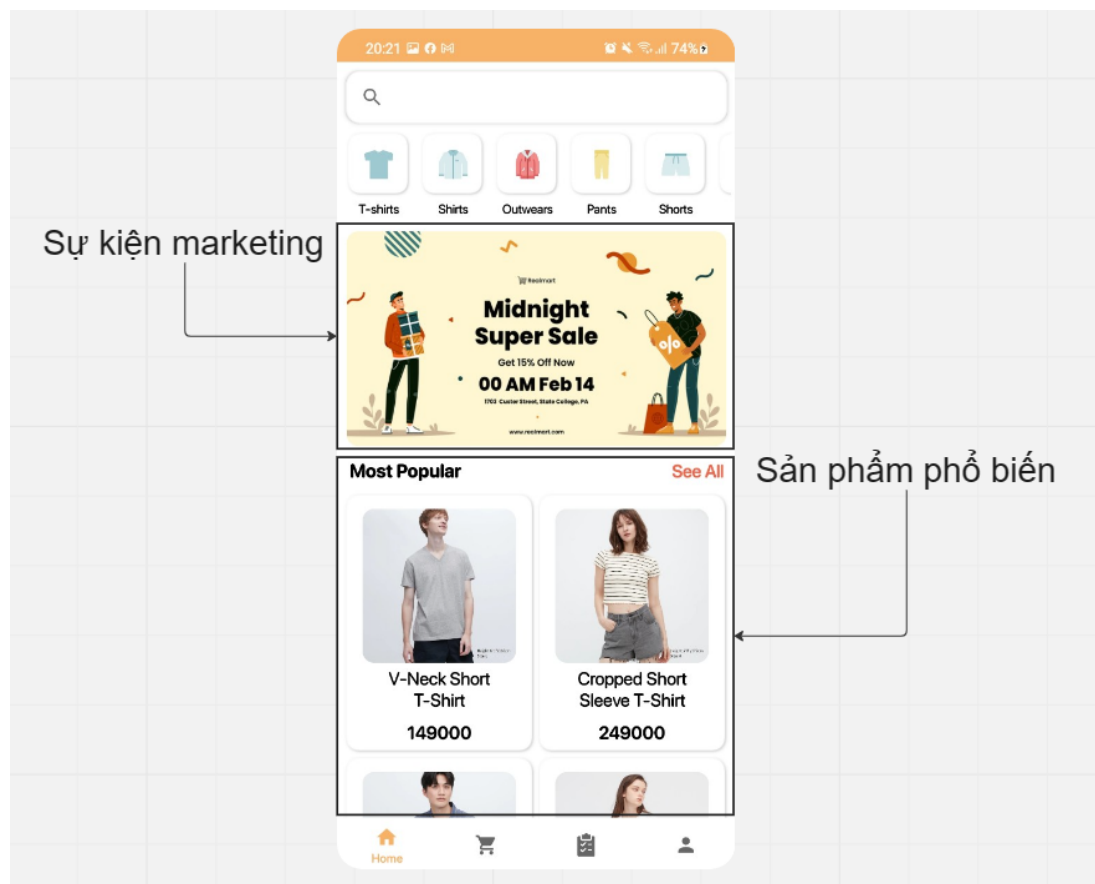 20:21
74%
T-shirts
Shirts
Outwears
Pants
Shorts
Sự kiện marketing
Realmart
Midnight
Super Sale
Get 15% Off Now
00 AM Feb 14
1703 Custer Street, State College, PA
www.realmart.com
Most Popular
See All
Sản phẩm phổ biến
V-Neck Short
T-Shirt
149000
Cropped Short
Sleeve T-Shirt
249000
Home